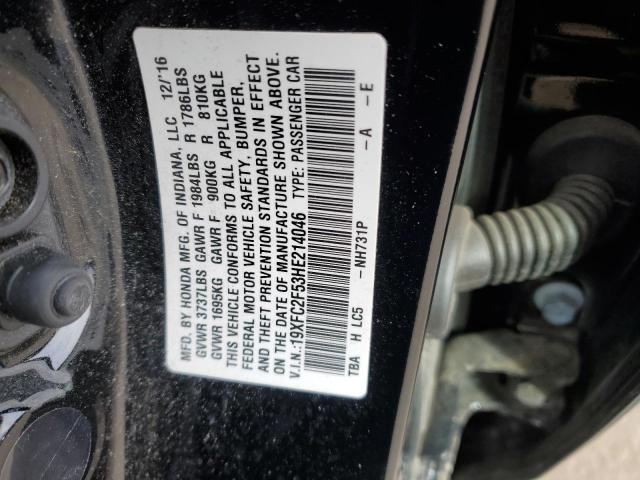 MFD. BY HONDA MFG. OF INDIANA, LLC 12/'16
GVWR 3737LBS GAWR F 1984LBS R 1786LBS
GVWR 1695KG GAWR F 900KG R 810KG
THIS VEHICLE CONFORMS TO ALL APPLICABLE
FEDERAL MOTOR VEHICLE SAFETY, BUMPER,
AND THEFT PREVENTION STANDARDS IN EFFECT
ON THE DATE OF MANUFACTURE SHOWN ABOVE.
V.I.N.:19XFC2F53HE214046 TYPE: PASSENGER CAR
-NH731P -A -E
TBA H LC5